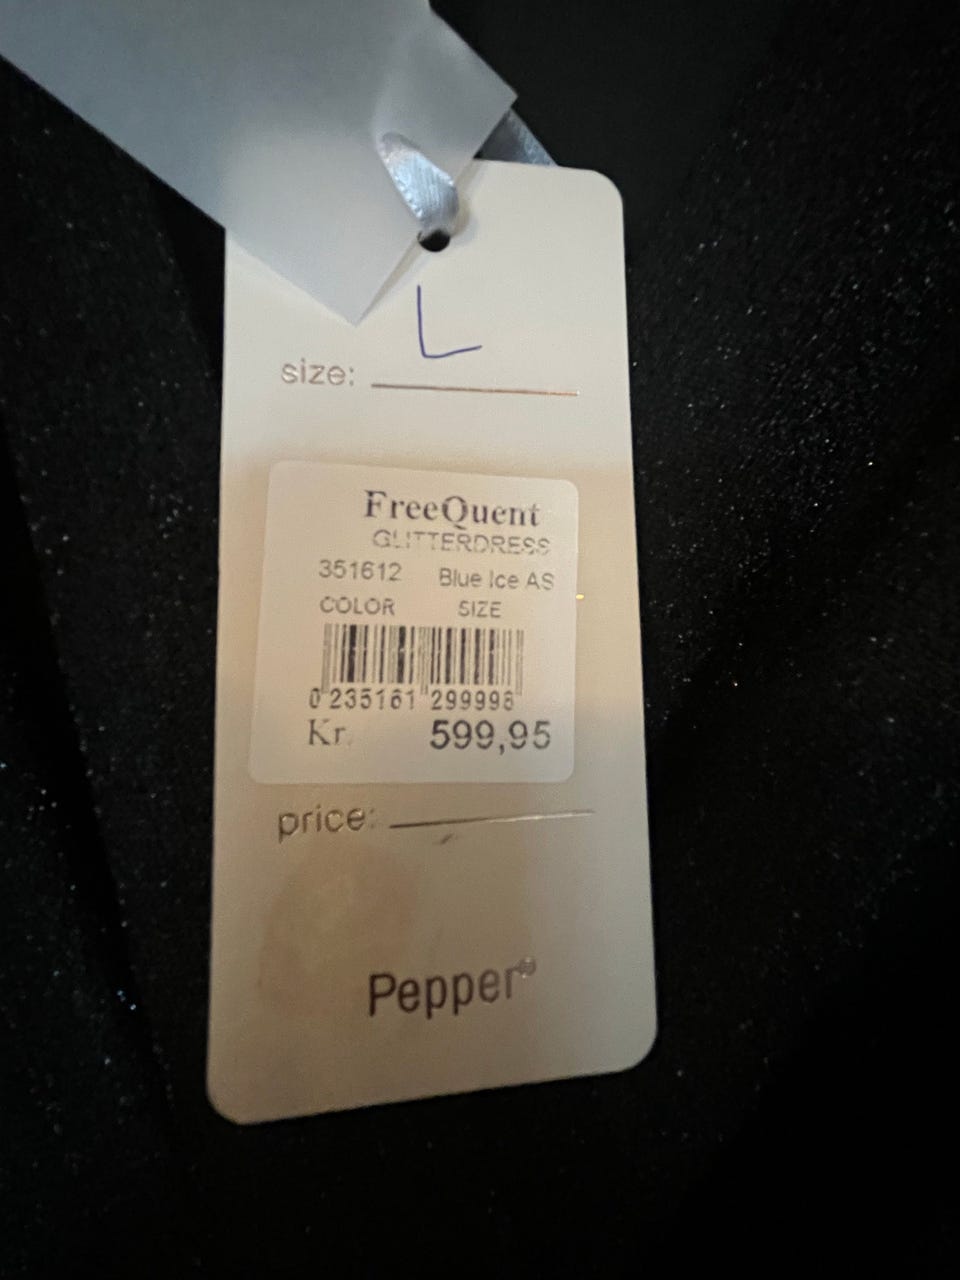 L
size:
FreeQuent
GLITTERDRESS
351612 Blue Ice AS
COLOR SIZE
0 235161 299998
Kr. 599,95
price:
Pepper®